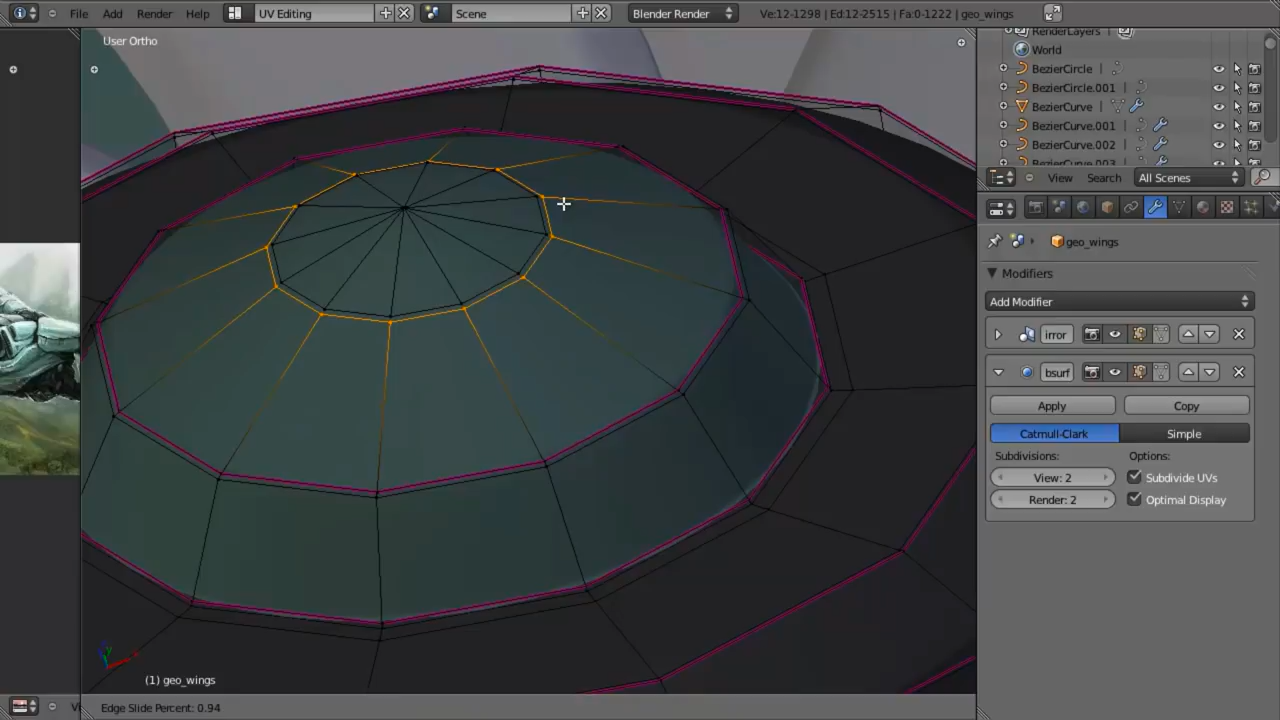 File Add Render Help UV Editing Scene Blender Render Ve:12-1298 | Ed:12-2515 | Fa:0-1222 | geo_wings
User Ortho
RenderLayers
World
BezierCircle
BezierCircle.001
BezierCurve
BezierCurve.001
BezierCurve.002
BezierCurve.003
View Search All Scenes
geo_wings
Modifiers
Add Modifier
irror
bsurf
Apply Copy
Catmull-Clark Simple
Subdivisions: Options:
View: 2 Subdivide UVs
Render: 2 Optimal Display
(1) geo_wings
Vi Edge Slide Percent: 0.94